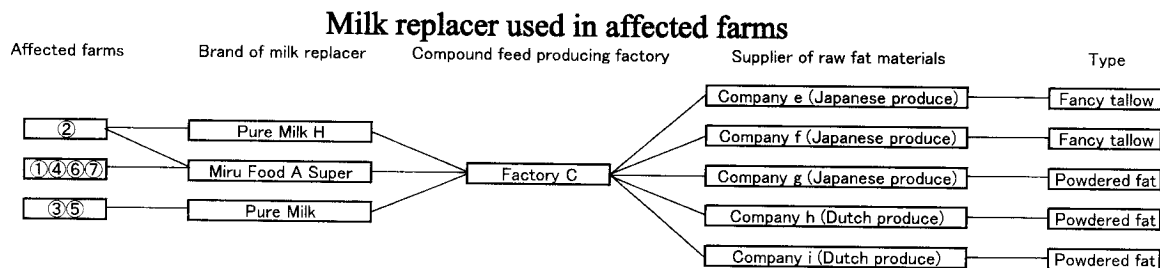 Milk replacer used in affected farms
Affected farms Brand of milk replacer Compound feed producing factory Supplier of raw fat materials Type
Company e (Japanese produce) Fancy tallow
② Pure Milk H Company f (Japanese produce) Fancy tallow
①④⑥⑦ Miru Food A Super Factory C Company g (Japanese produce) Powdered fat
③⑤ Pure Milk Company h (Dutch produce) Powdered fat
Company i (Dutch produce) Powdered fat